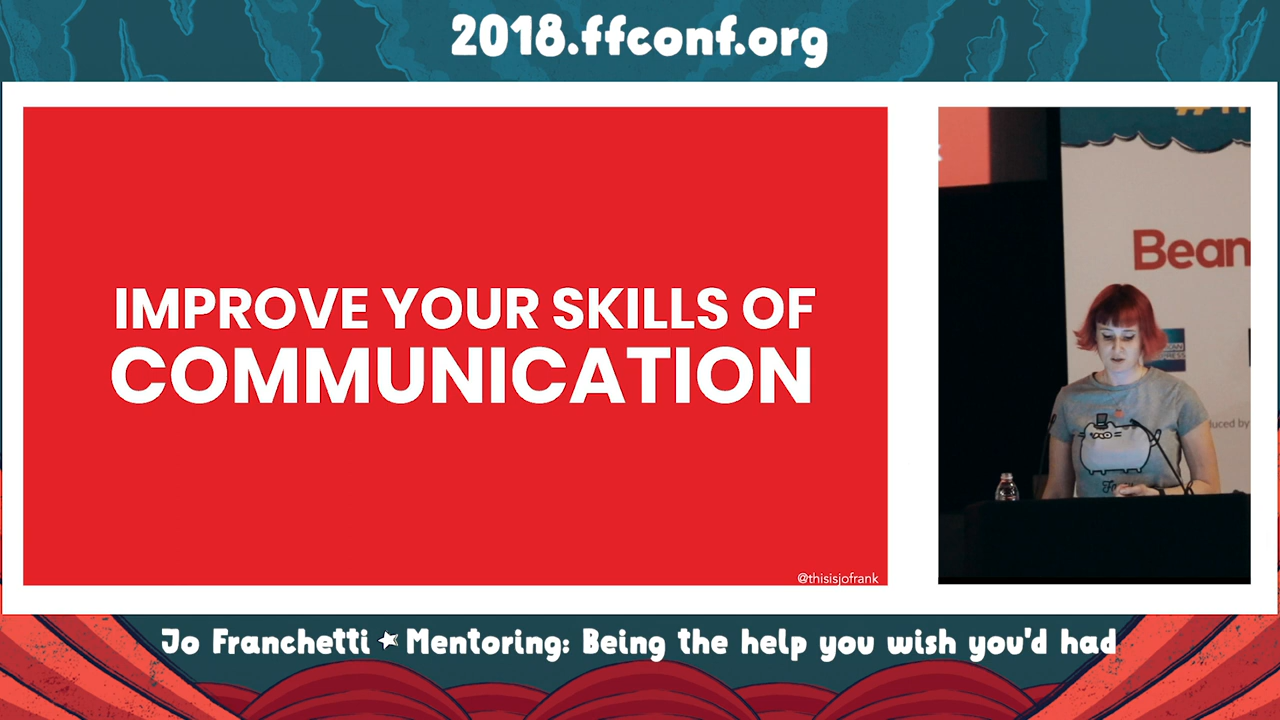 2018.ffconf.org
IMPROVE YOUR SKILLS OF
COMMUNICATION
@thisisjofrank
Beam
Jo Franchetti ★ Mentoring: Being the help you wish you'd had